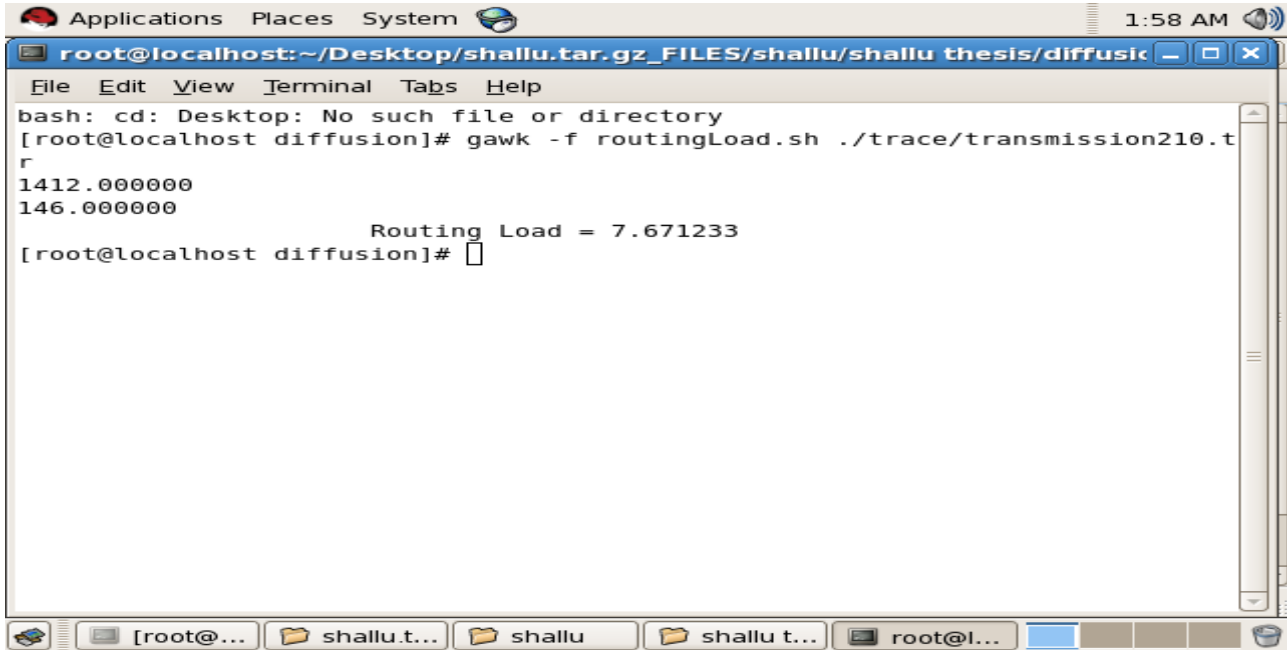 Applications Places System 1:58 AM
root@localhost:~/Desktop/shallu.tar.gz_FILES/shallu/shallu thesis/diffusic
File Edit View Terminal Tabs Help
bash: cd: Desktop: No such file or directory
[root@localhost diffusion]# gawk -f routingLoad.sh ./trace/transmission210.t
r
1412.000000
146.000000
Routing Load = 7.671233
[root@localhost diffusion]#
[root@... shallu.t... shallu shallu t... root@l...